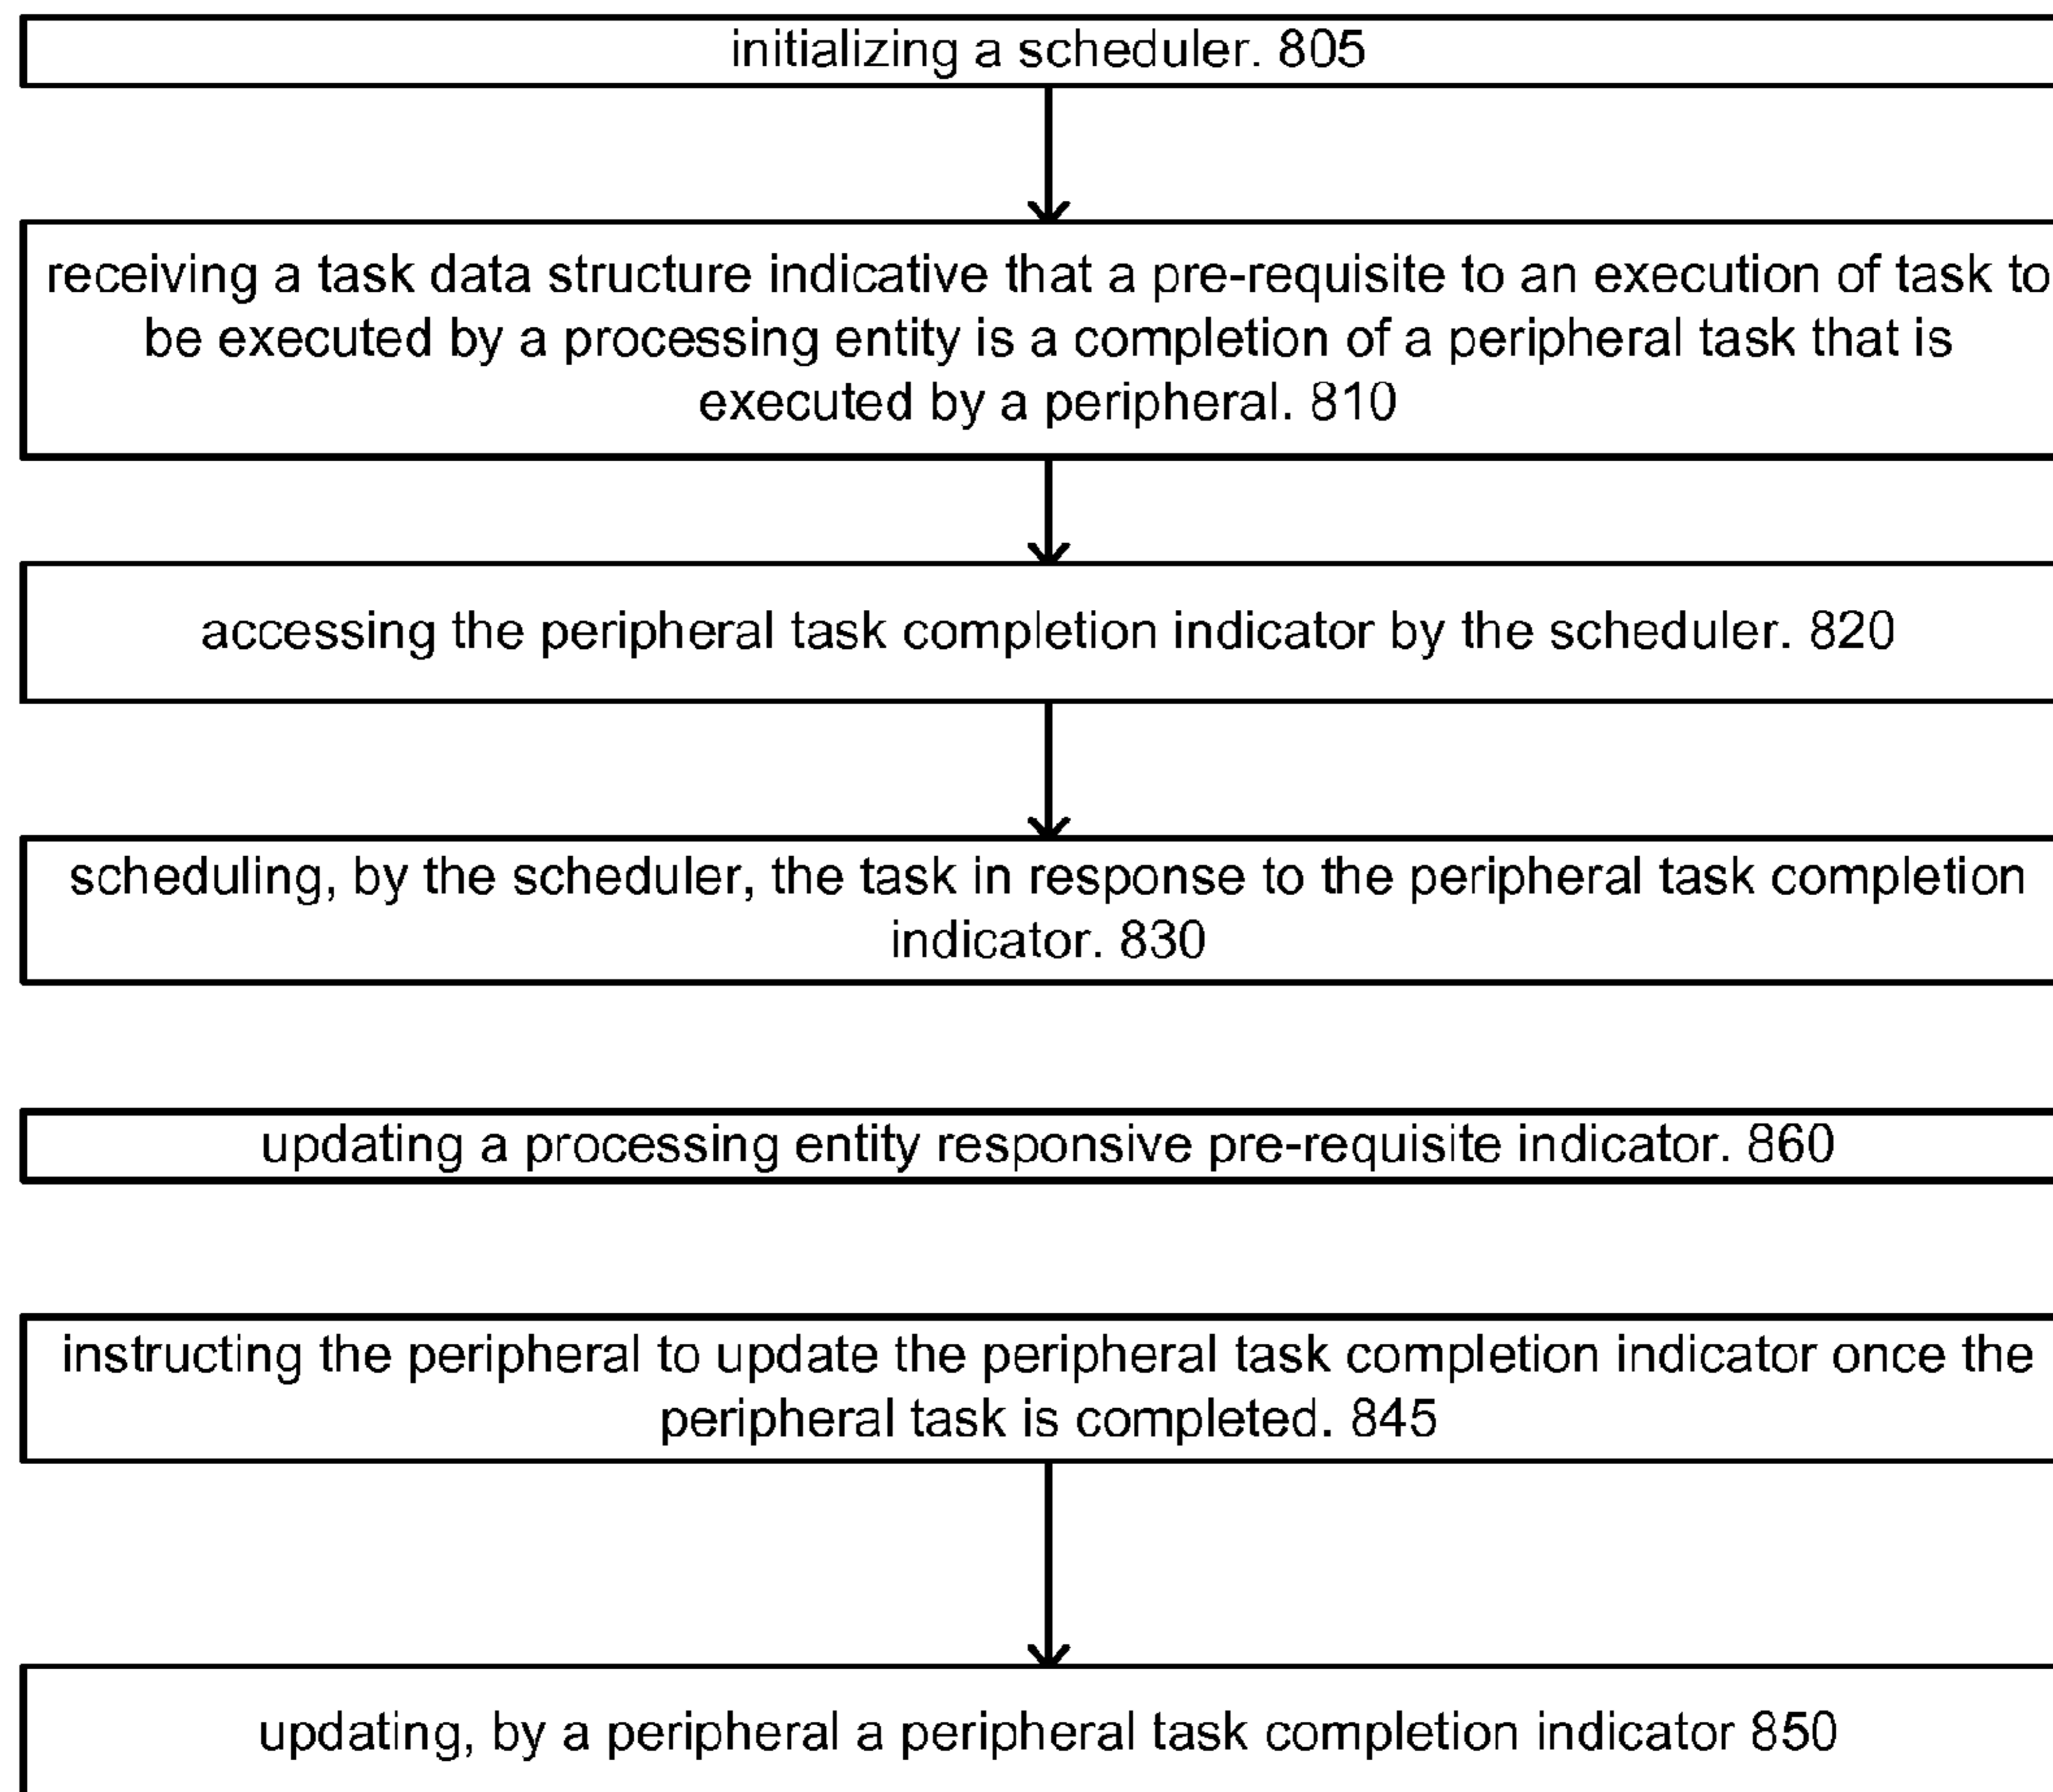 initializing a scheduler. 805
receiving a task data structure indicative that a pre-requisite to an execution of task to
be executed by a processing entity is a completion of a peripheral task that is
executed by a peripheral. 810
accessing the peripheral task completion indicator by the scheduler. 820
scheduling, by the scheduler, the task in response to the peripheral task completion
indicator. 830
updating a processing entity responsive pre-requisite indicator. 860
instructing the peripheral to update the peripheral task completion indicator once the
peripheral task is completed. 845
updating, by a peripheral a peripheral task completion indicator 850